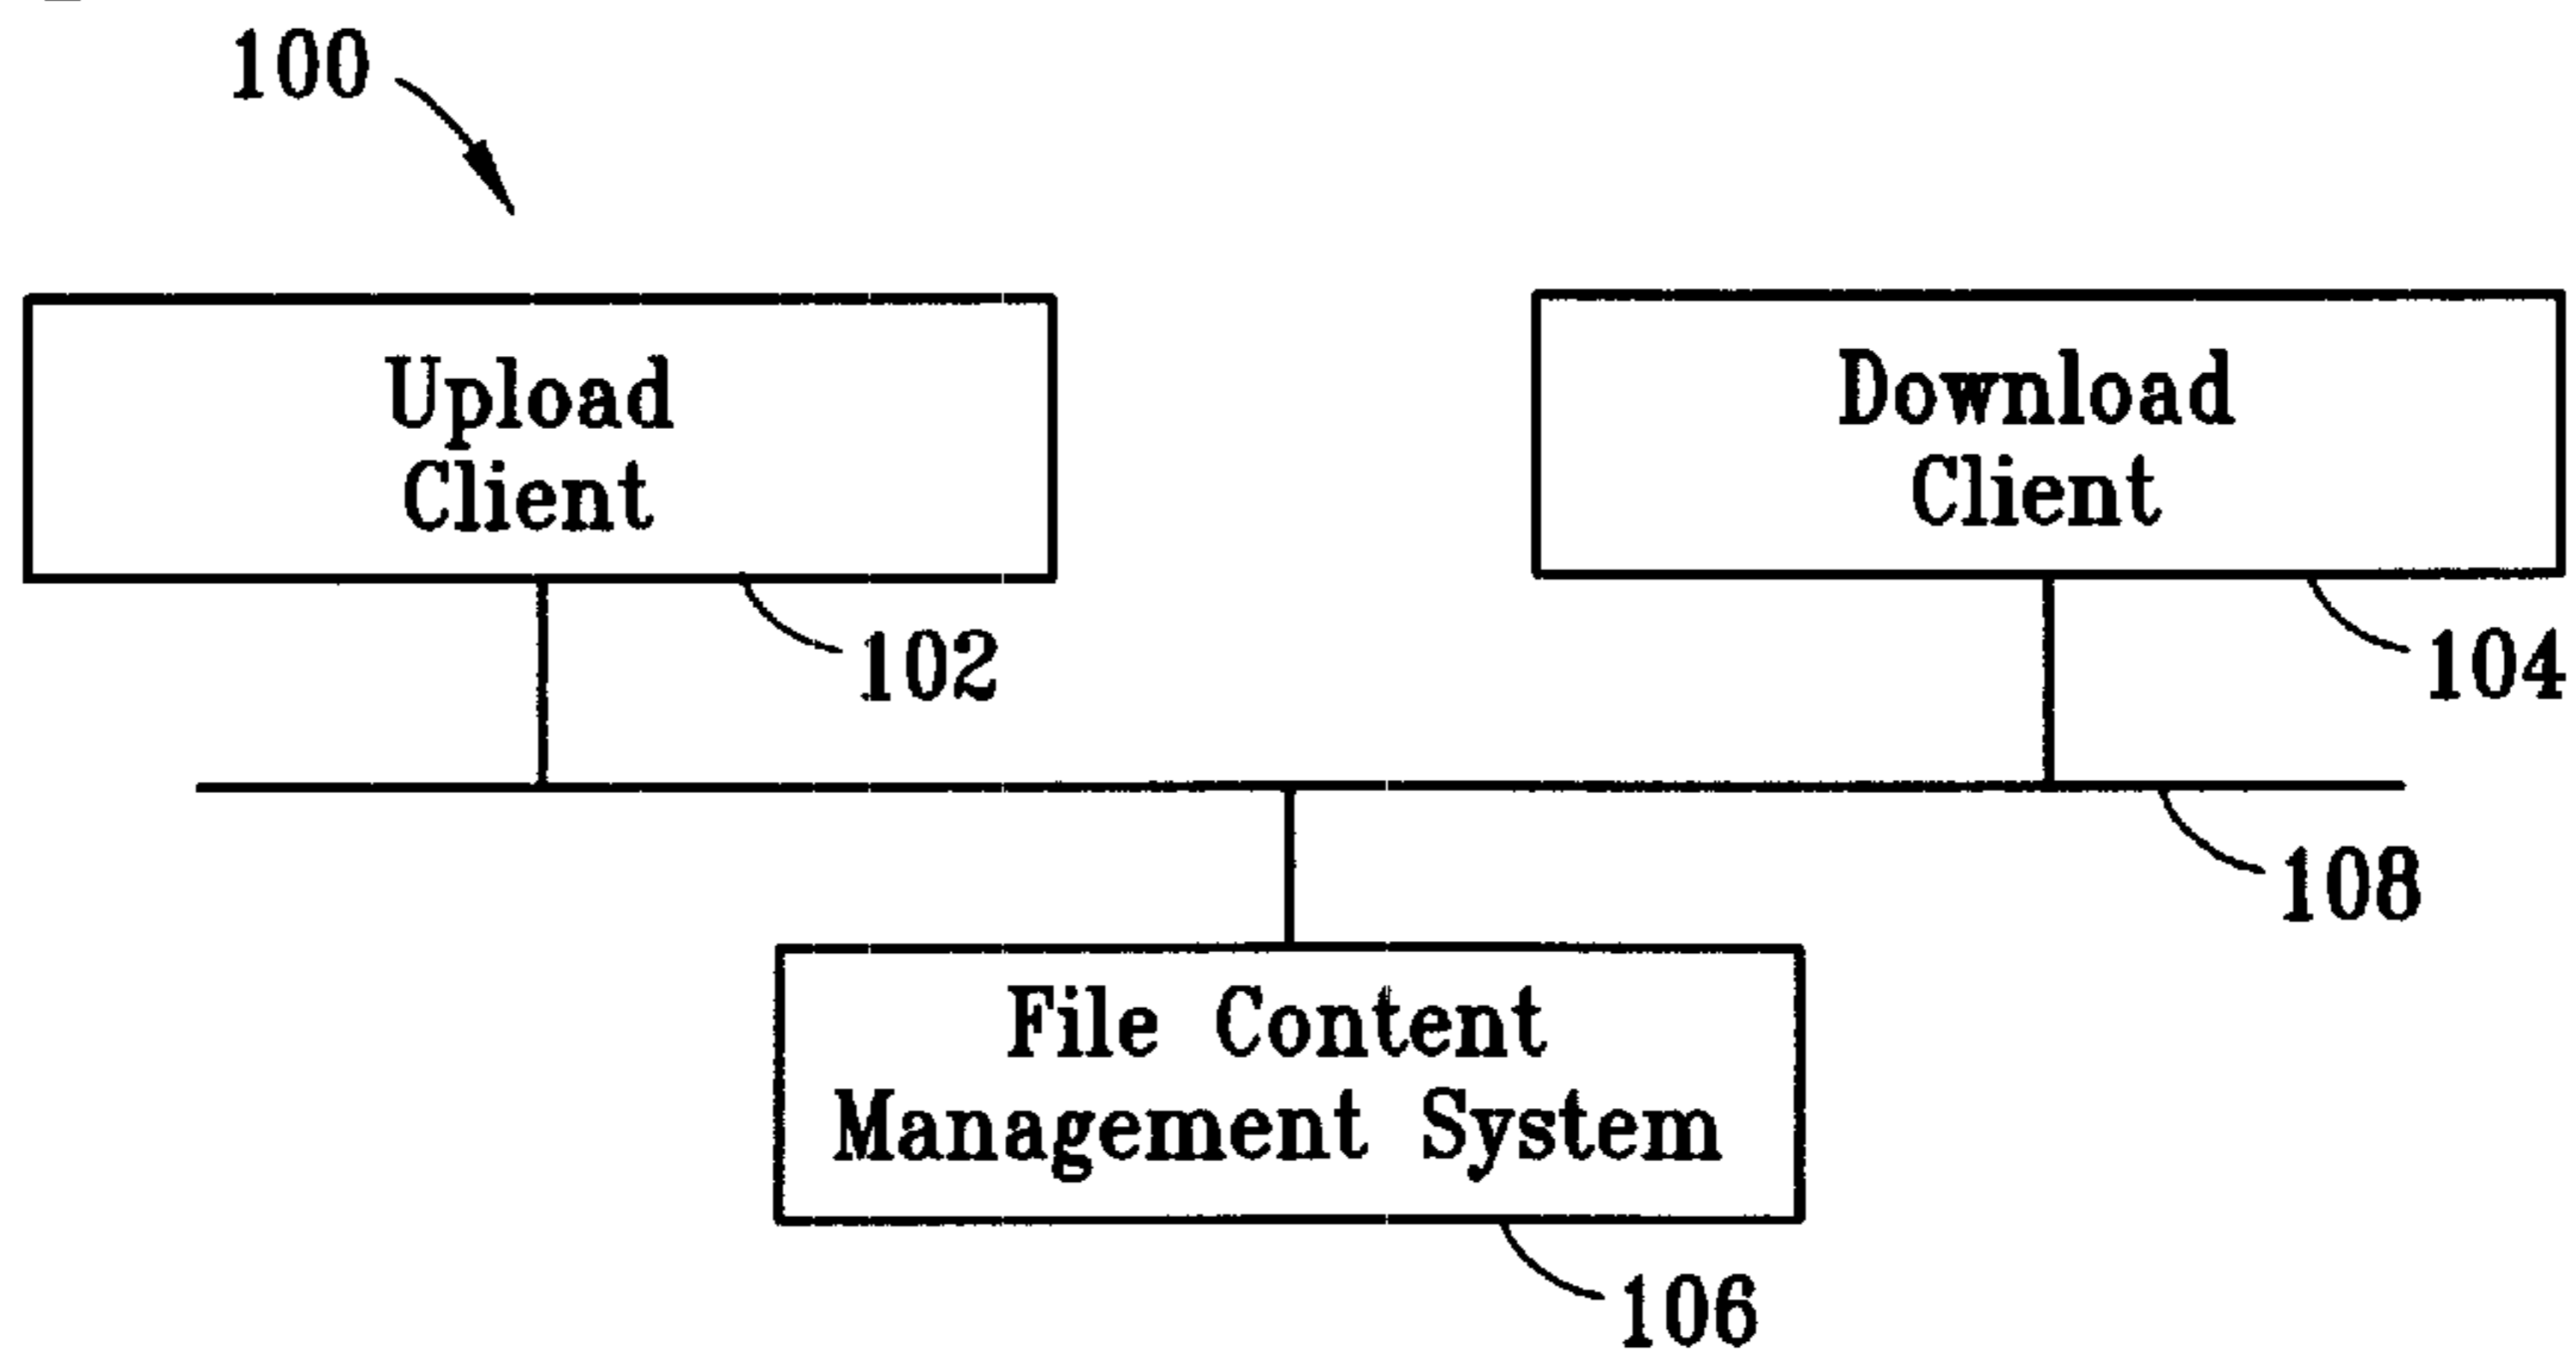 100
Upload
Client
Download
Client
102
104
108
File Content
Management System
106